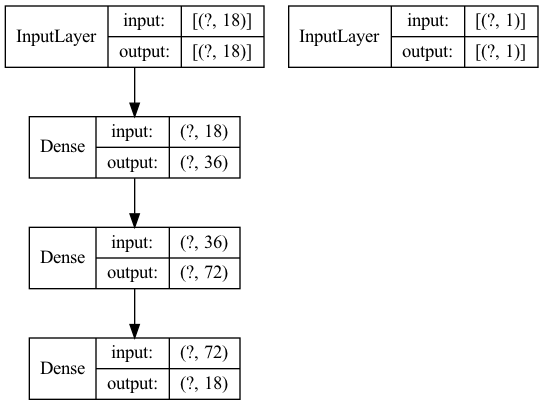 InputLayer input: [(?, 18)]
output: [(?, 18)]
InputLayer input: [(?, 1)]
output: [(?, 1)]
Dense input: (?, 18)
output: (?, 36)
Dense input: (?, 36)
output: (?, 72)
Dense input: (?, 72)
output: (?, 18)